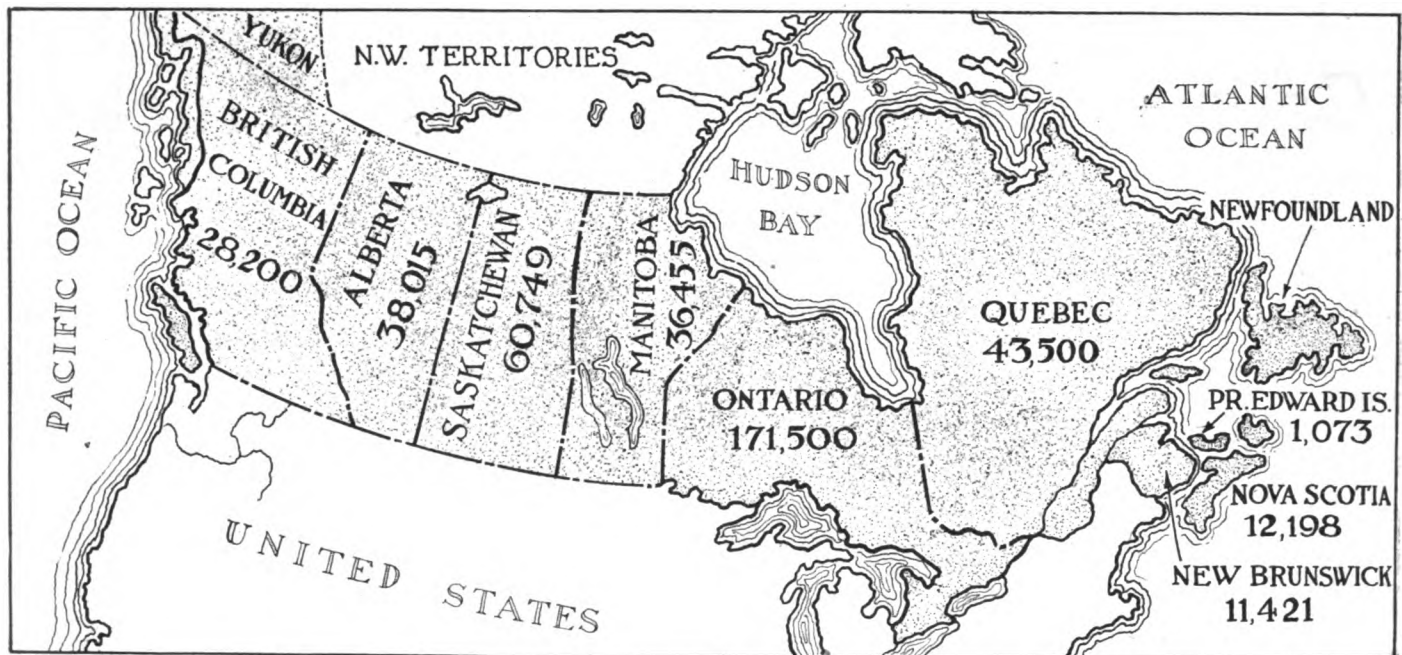 YUKON
N.W. TERRITORIES
ATLANTIC
OCEAN
BRITISH
COLUMBIA
28,200
ALBERTA
38,015
SASKATCHEWAN
60,749
MANITOBA
36,455
HUDSON
BAY
NEWFOUNDLAND
PACIFIC OCEAN
QUEBEC
43,500
ONTARIO
171,500
PR. EDWARD IS.
1,073
NOVA SCOTIA
12,198
NEW BRUNSWICK
11,421
UNITED STATES